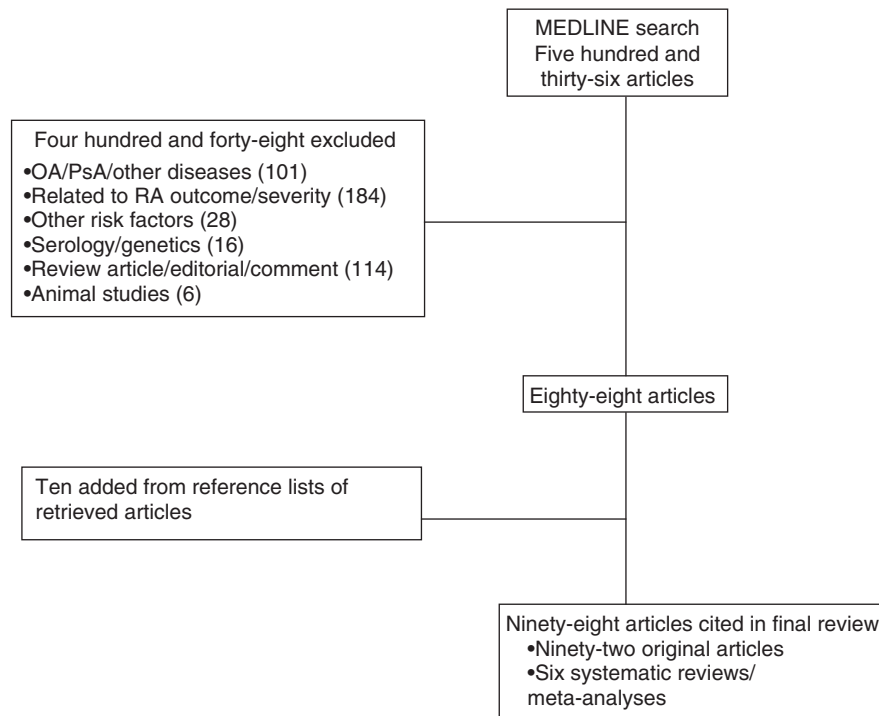 MEDLINE search
Five hundred and
thirty-six articles
Four hundred and forty-eight excluded
•OA/PsA/other diseases (101)
•Related to RA outcome/severity (184)
•Other risk factors (28)
•Serology/genetics (16)
•Review article/editorial/comment (114)
•Animal studies (6)
Eighty-eight articles
Ten added from reference lists of
retrieved articles
Ninety-eight articles cited in final review
•Ninety-two original articles
•Six systematic reviews/
meta-analyses